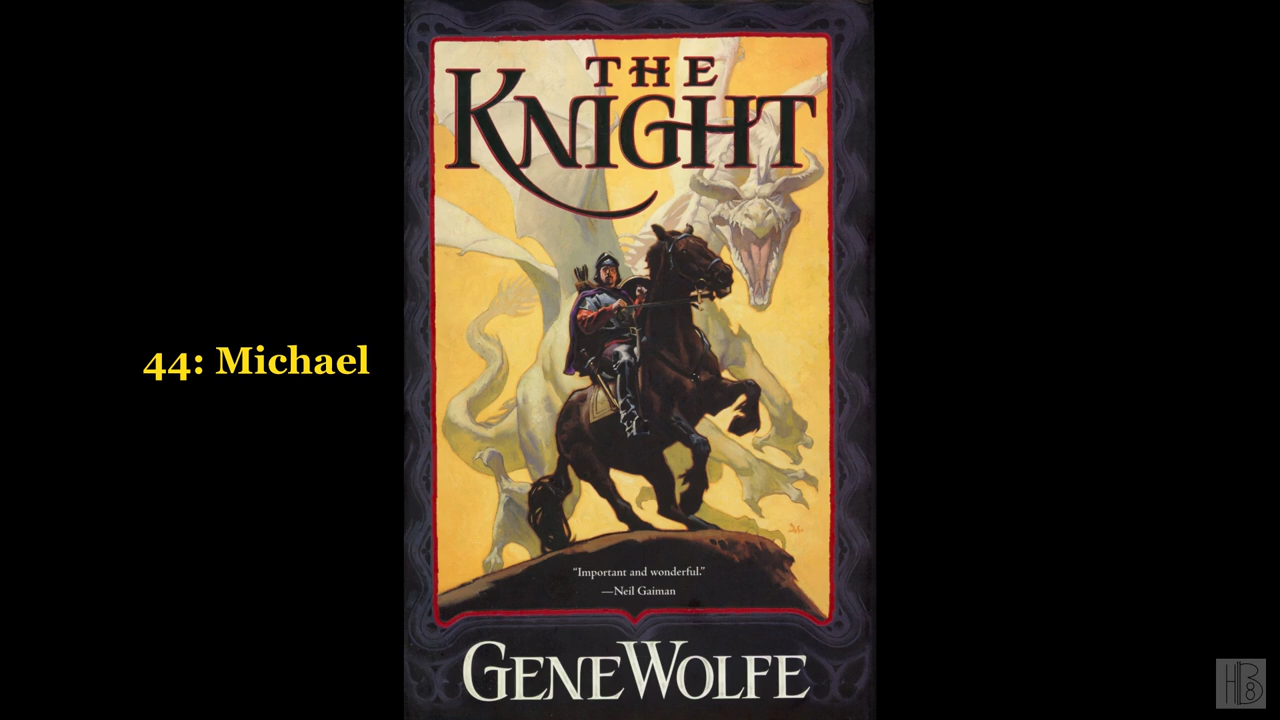 44: Michael
THE
KNIGHT
“Important and wonderful.”
—Neil Gaiman
GENE WOLFE